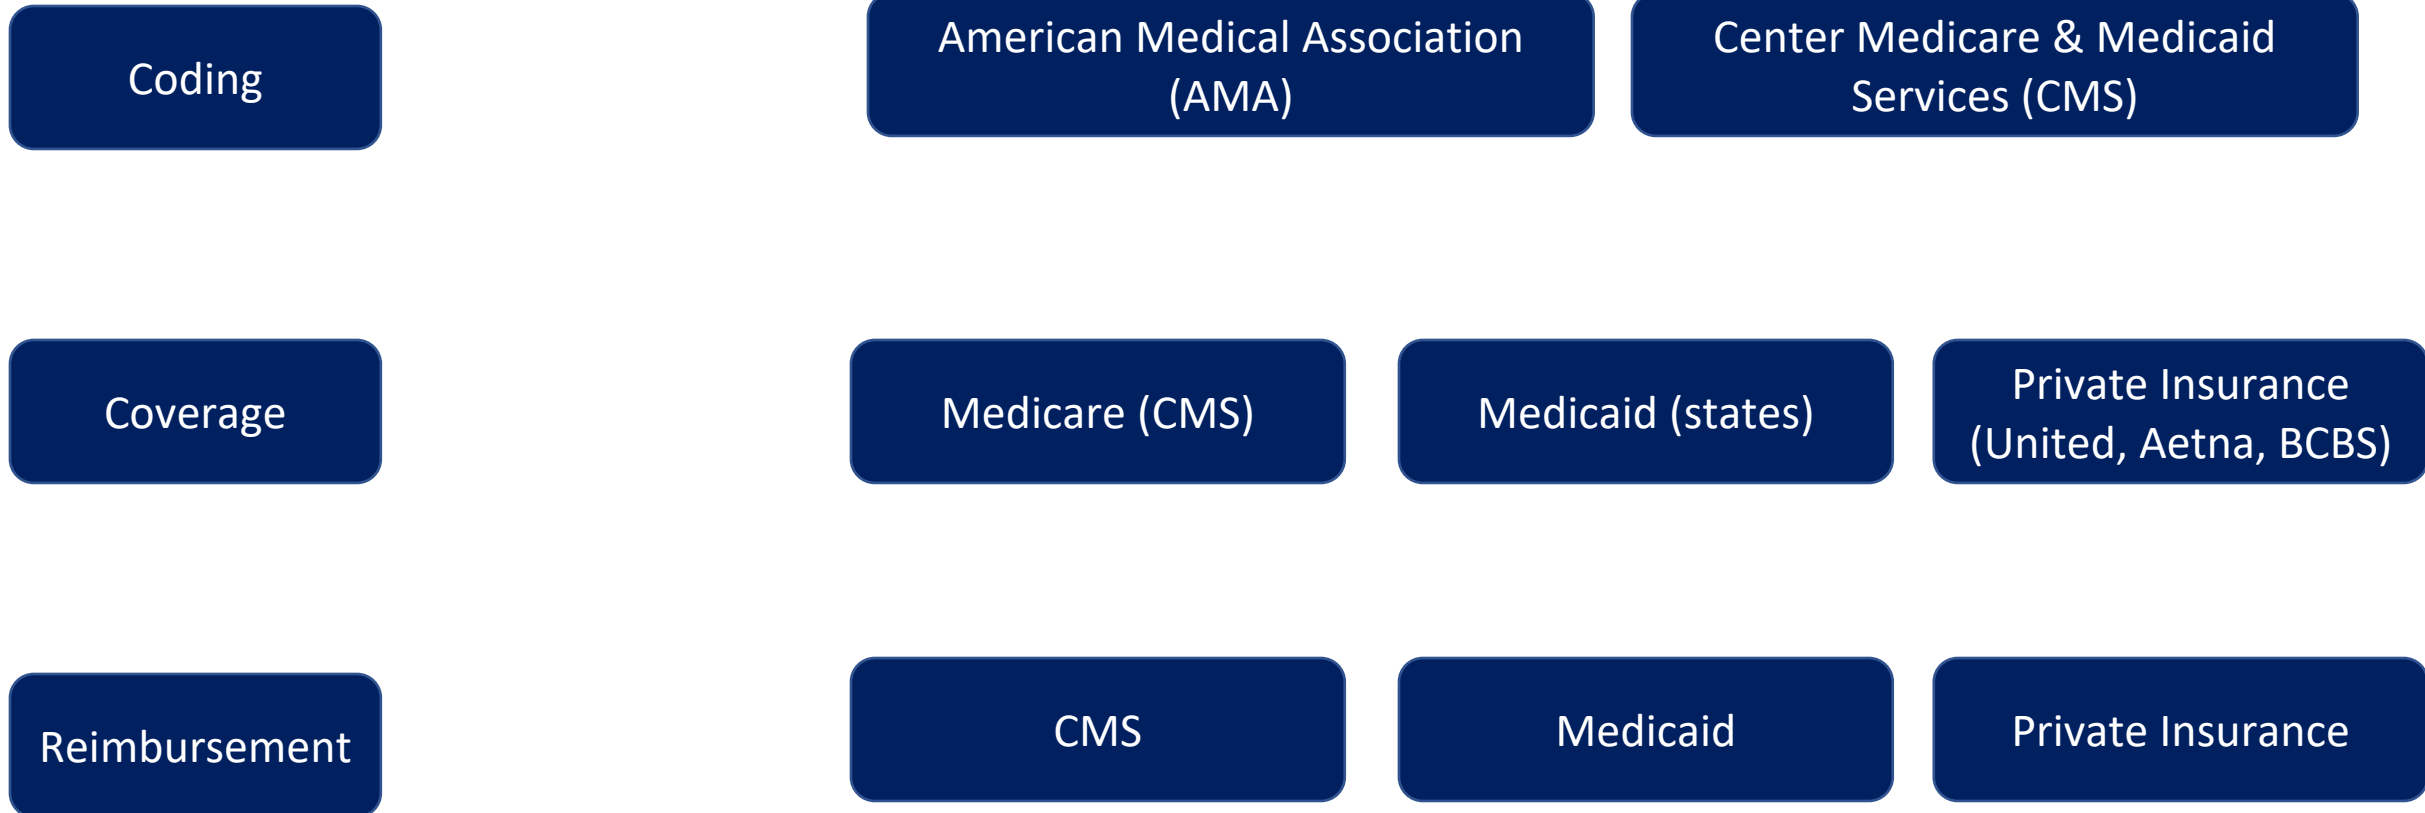 Coding
American Medical Association
(AMA)
Center Medicare & Medicaid
Services (CMS)
Coverage
Medicare (CMS)
Medicaid (states)
Private Insurance
(United, Aetna, BCBS)
Reimbursement
CMS
Medicaid
Private Insurance